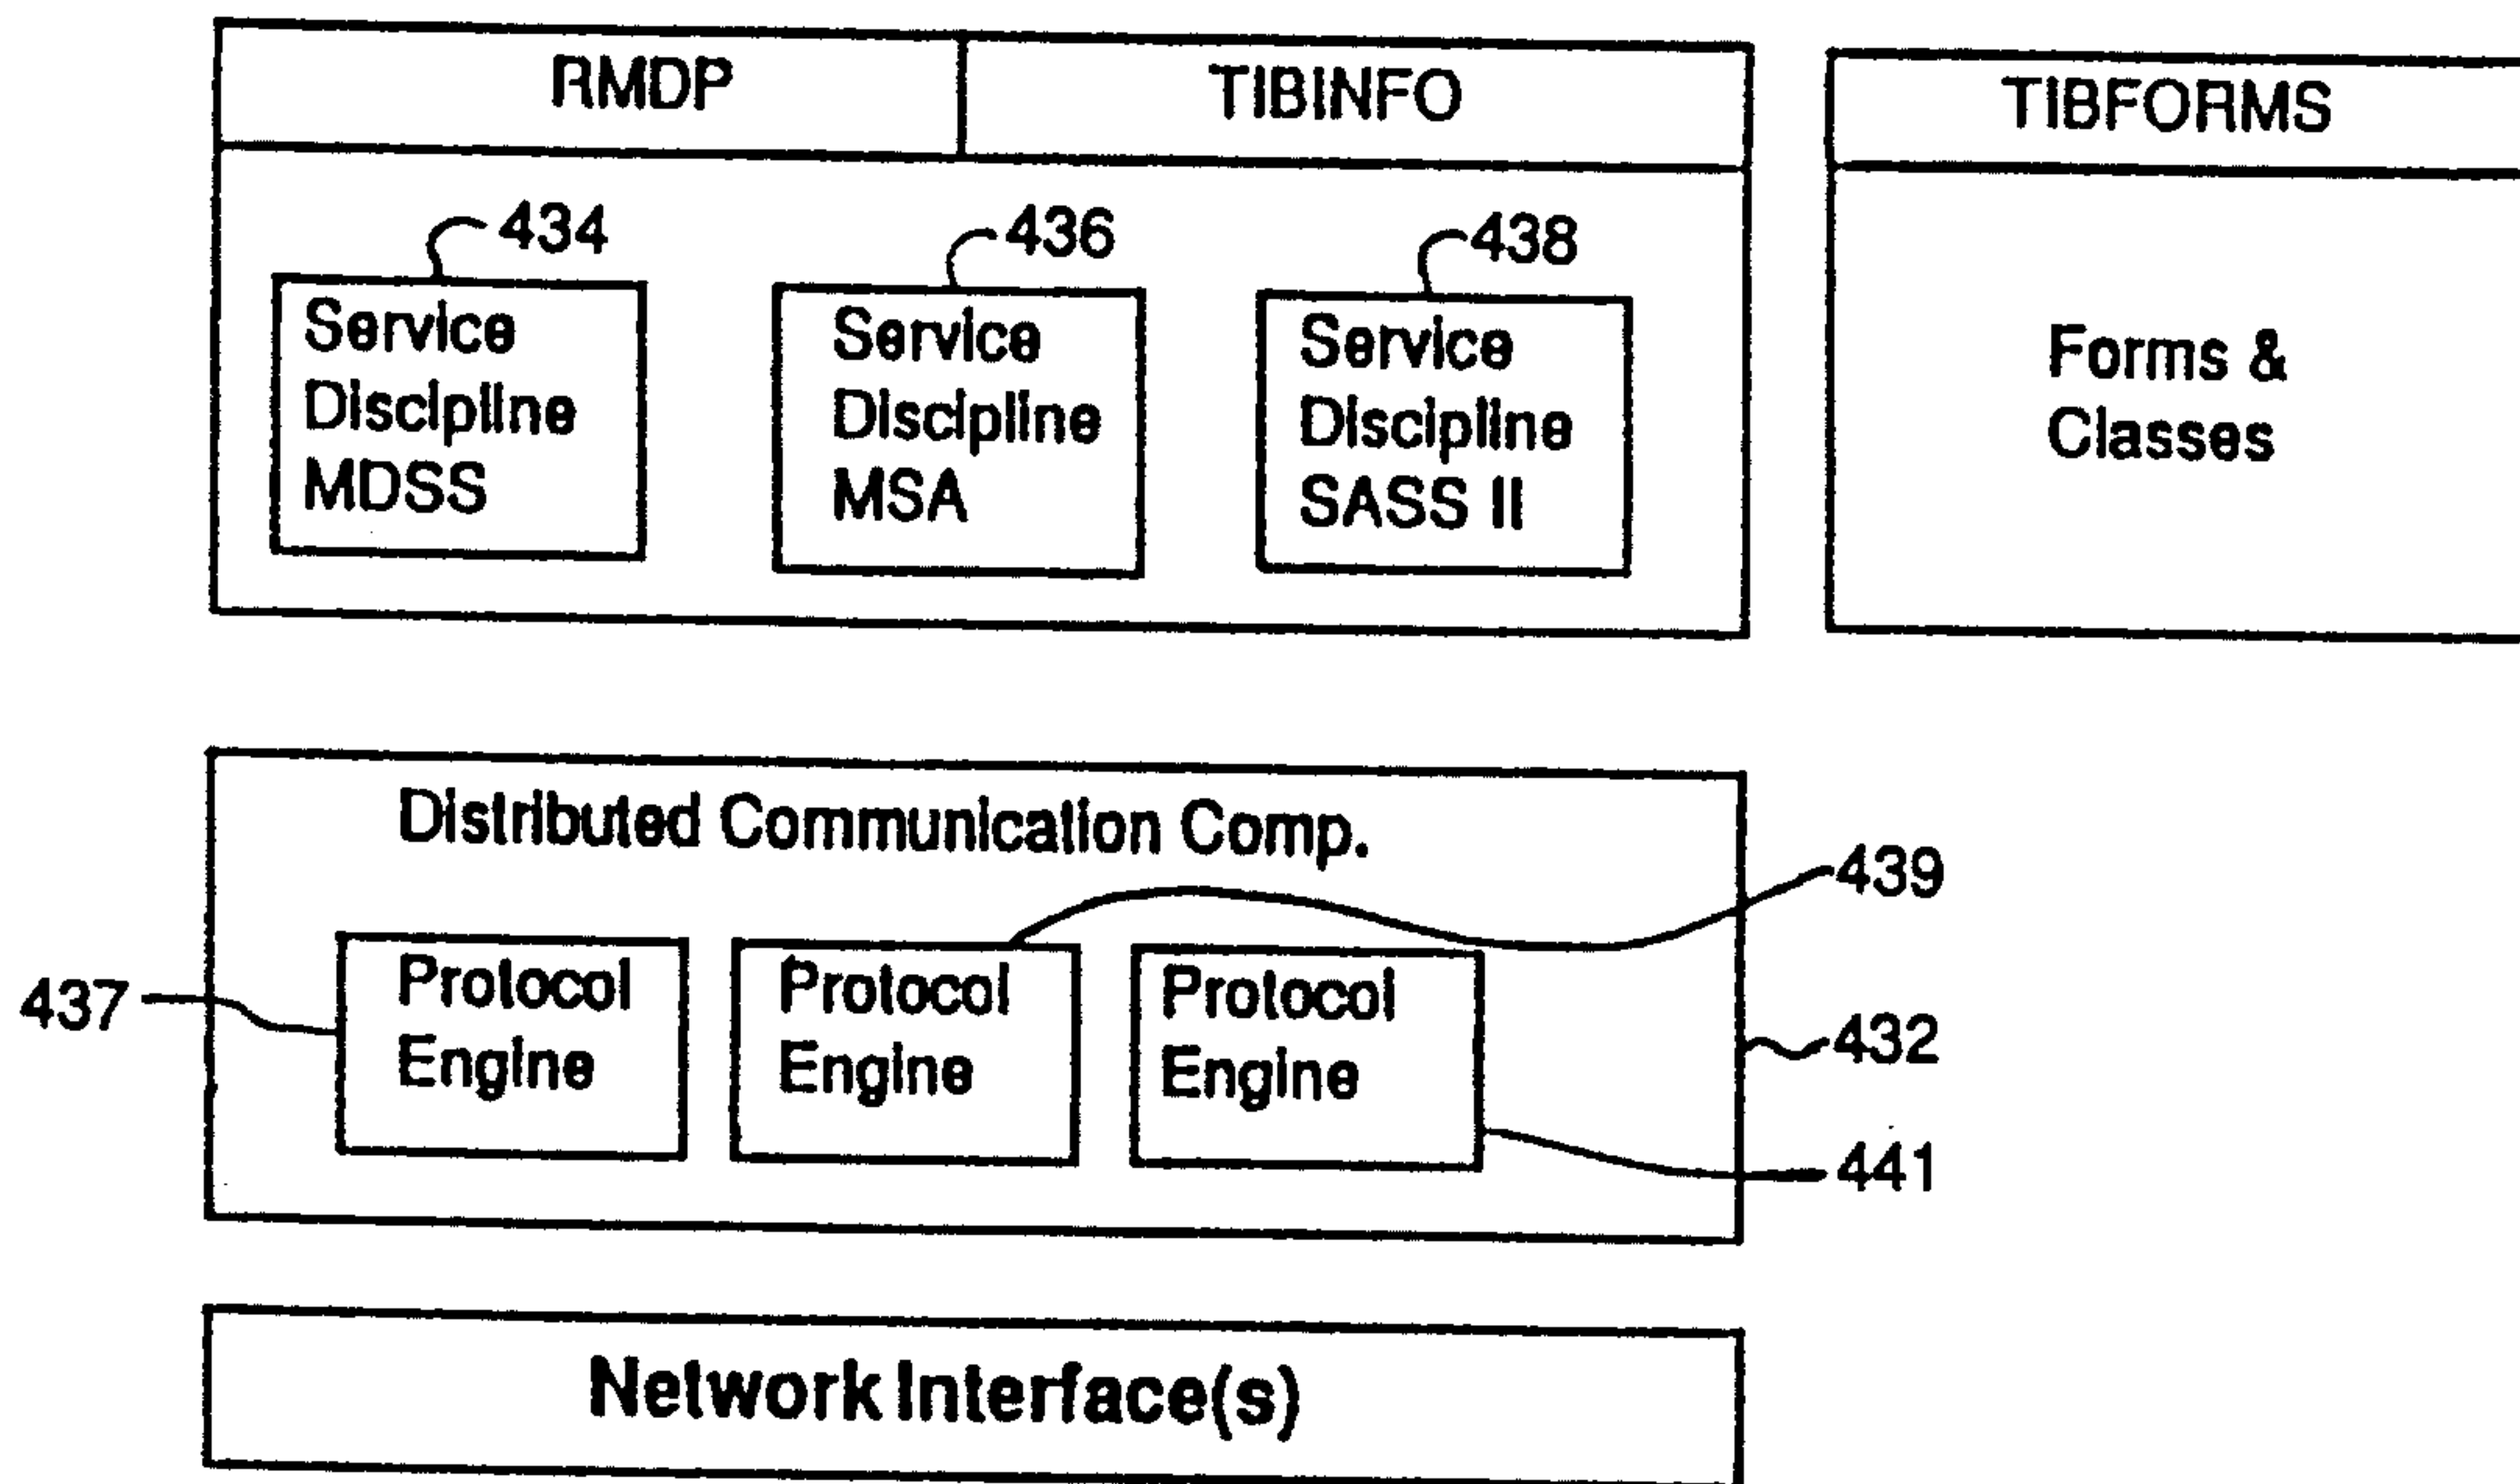 RMDP
TIBINFO
TIBFORMS
434
436
438
Service
Discipline
MDSS
Service
Discipline
MSA
Service
Discipline
SASS II
Forms &
Classes
Distributed Communication Comp.
439
437
Protocol
Engine
Protocol
Engine
Protocol
Engine
432
441
Network Interface(s)